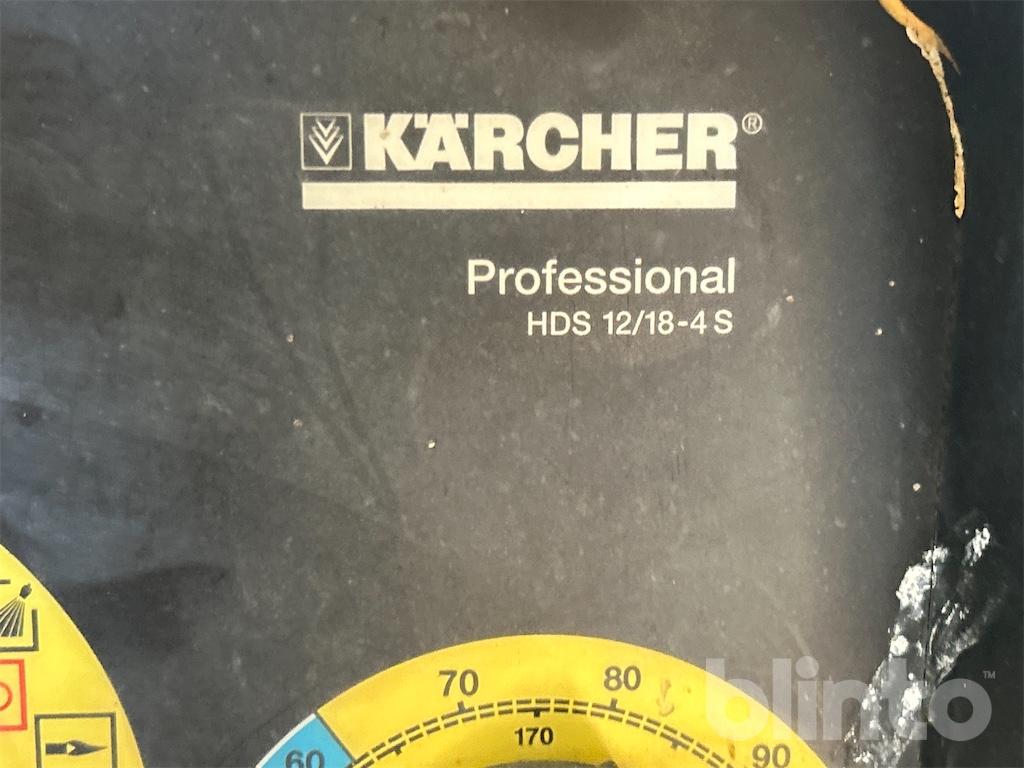 KÄRCHER®
Professional
HDS 12/18-4 S
70
80
60
170
90
blinto™